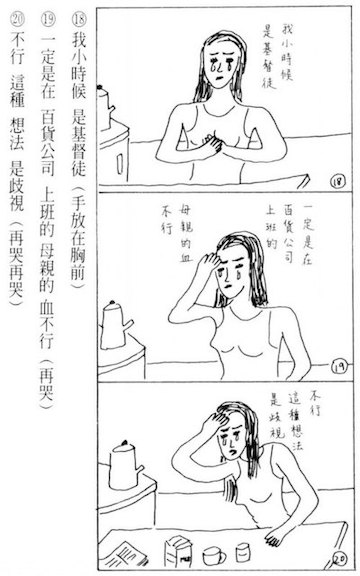 ⑱ 我小時候 是基督徒（手放在胸前）
⑲ 一定是在 百貨公司 上班的 母親的 血不行（再哭）
⑳ 不行 這種 想法 是歧視（再哭再哭）
我小時候
是基督徒
18
一定是在
百貨公司
上班的
母親的血
不行
19
不行
這種想法
是歧視
MILK
20